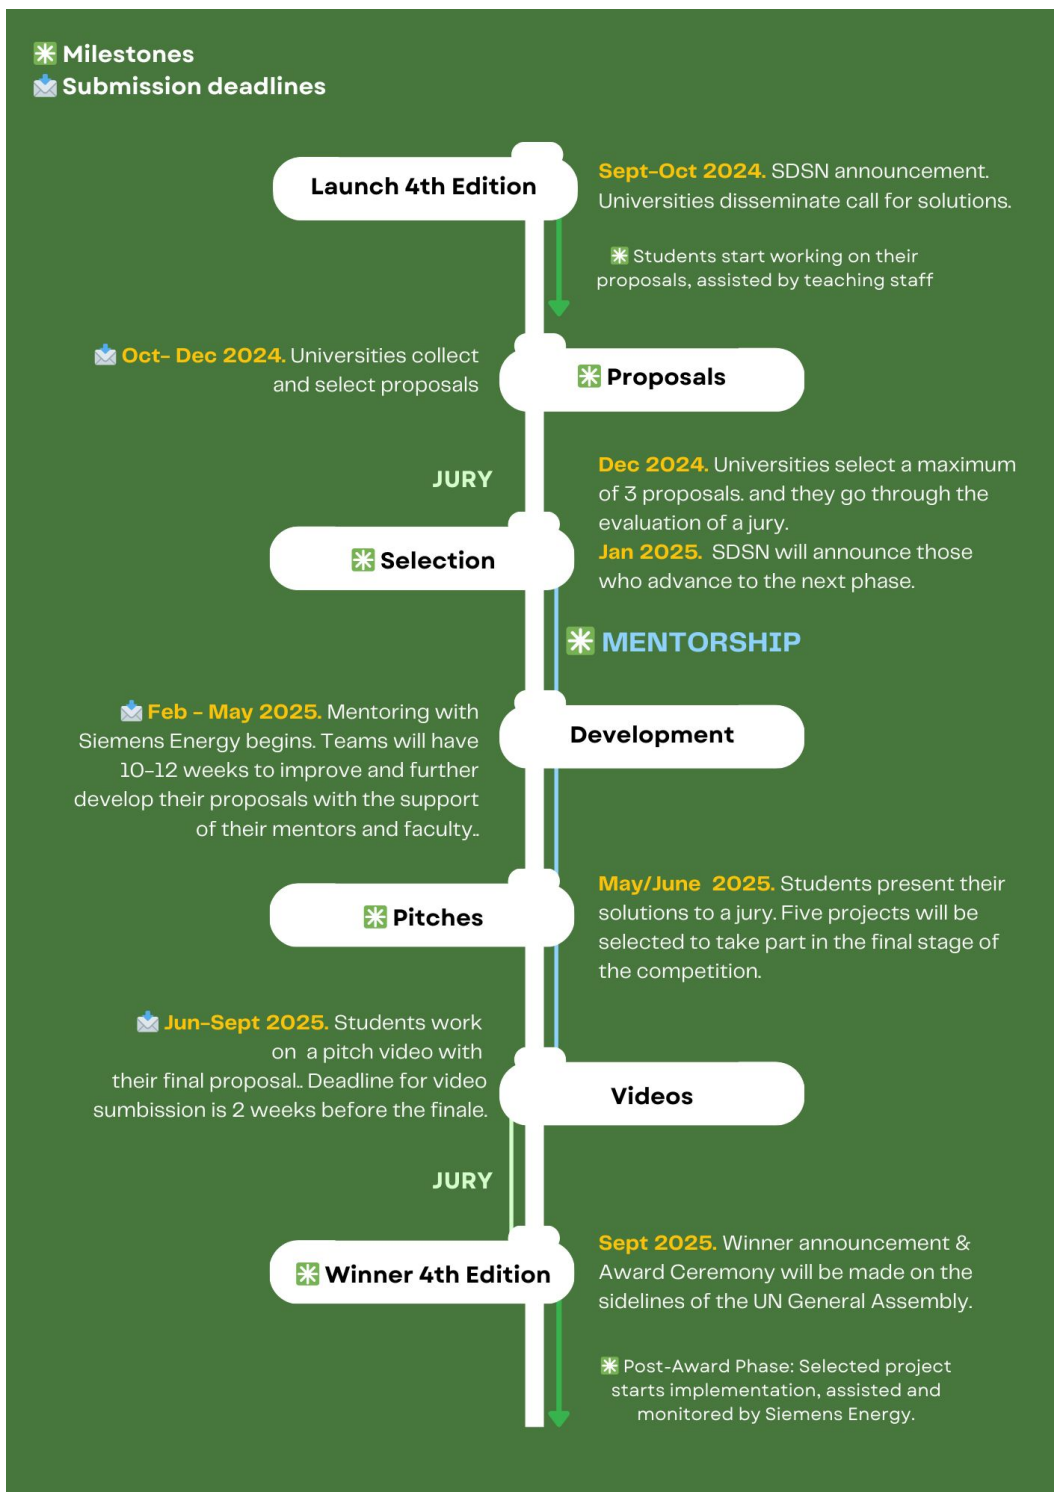 Milestones
Submission deadlines
Launch 4th Edition
Sept-Oct 2024. SDSN announcement.
Universities disseminate call for solutions.
Students start working on their
proposals, assisted by teaching staff
Oct- Dec 2024. Universities collect
and select proposals
Proposals
JURY
Dec 2024. Universities select a maximum
of 3 proposals. and they go through the
evaluation of a jury.
Jan 2025. SDSN will announce those
who advance to the next phase.
Selection
MENTORSHIP
Feb - May 2025. Mentoring with
Siemens Energy begins. Teams will have
10-12 weeks to improve and further
develop their proposals with the support
of their mentors and faculty..
Development
Pitches
May/June 2025. Students present their
solutions to a jury. Five projects will be
selected to take part in the final stage of
the competition.
Jun-Sept 2025. Students work
on a pitch video with
their final proposal.. Deadline for video
sumbission is 2 weeks before the finale.
Videos
JURY
Winner 4th Edition
Sept 2025. Winner announcement &
Award Ceremony will be made on the
sidelines of the UN General Assembly.
Post-Award Phase: Selected project
starts implementation, assisted and
monitored by Siemens Energy.